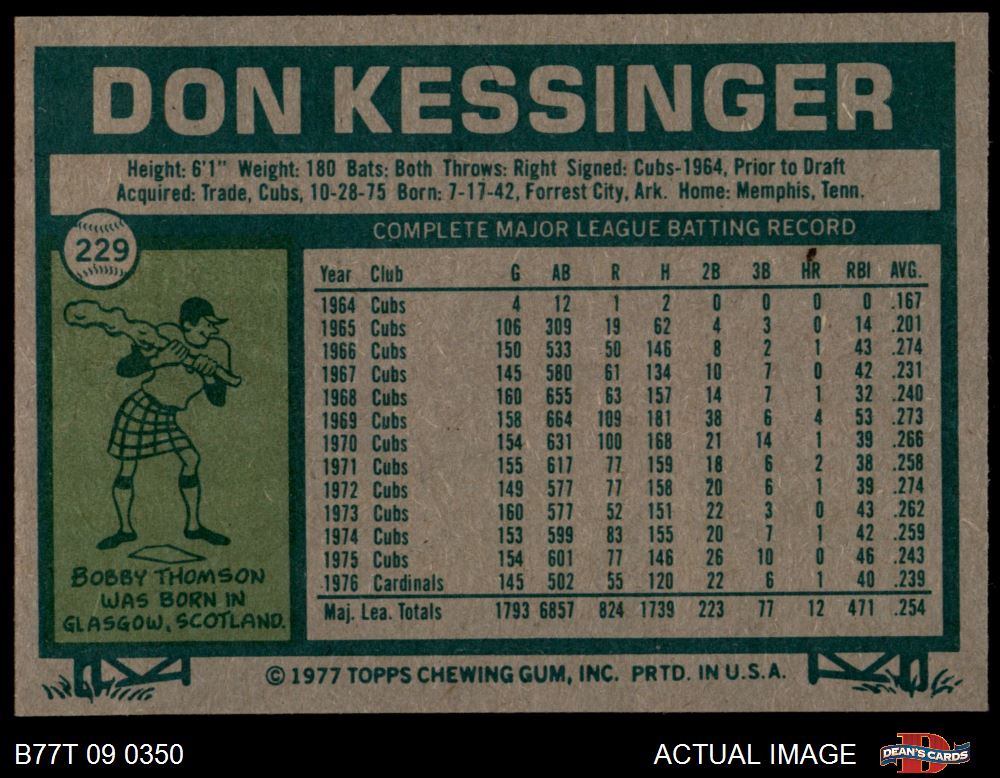 DON KESSINGER
Height: 6'1" Weight: 180 Bats: Both Throws: Right Signed: Cubs-1964, Prior to Draft
Acquired: Trade, Cubs, 10-28-75 Born: 7-17-42, Forrest City, Ark. Home: Memphis, Tenn.
229
COMPLETE MAJOR LEAGUE BATTING RECORD
Year Club G AB R H 2B 3B HR RBI AVG.
1964 Cubs 4 12 1 2 0 0 0 0 .167
1965 Cubs 106 309 19 62 4 3 0 14 .201
1966 Cubs 150 533 50 146 8 2 1 43 .274
1967 Cubs 145 580 61 134 10 7 0 42 .231
1968 Cubs 160 655 63 157 14 7 1 32 .240
1969 Cubs 158 664 109 181 38 6 4 53 .273
1970 Cubs 154 631 100 168 21 14 1 39 .266
1971 Cubs 155 617 77 159 18 6 2 38 .258
1972 Cubs 149 577 77 158 20 6 1 39 .274
1973 Cubs 160 577 52 151 22 3 0 43 .262
1974 Cubs 153 599 83 155 20 7 1 42 .259
1975 Cubs 154 601 77 146 26 10 0 46 .243
1976 Cardinals 145 502 55 120 22 6 1 40 .239
Maj. Lea. Totals 1793 6857 824 1739 223 77 12 471 .254
BOBBY THOMSON
WAS BORN IN
GLASGOW, SCOTLAND.
© 1977 TOPPS CHEWING GUM, INC. PRTD. IN U.S.A.
B77T 09 0350
ACTUAL IMAGE
DEAN'S CARDS